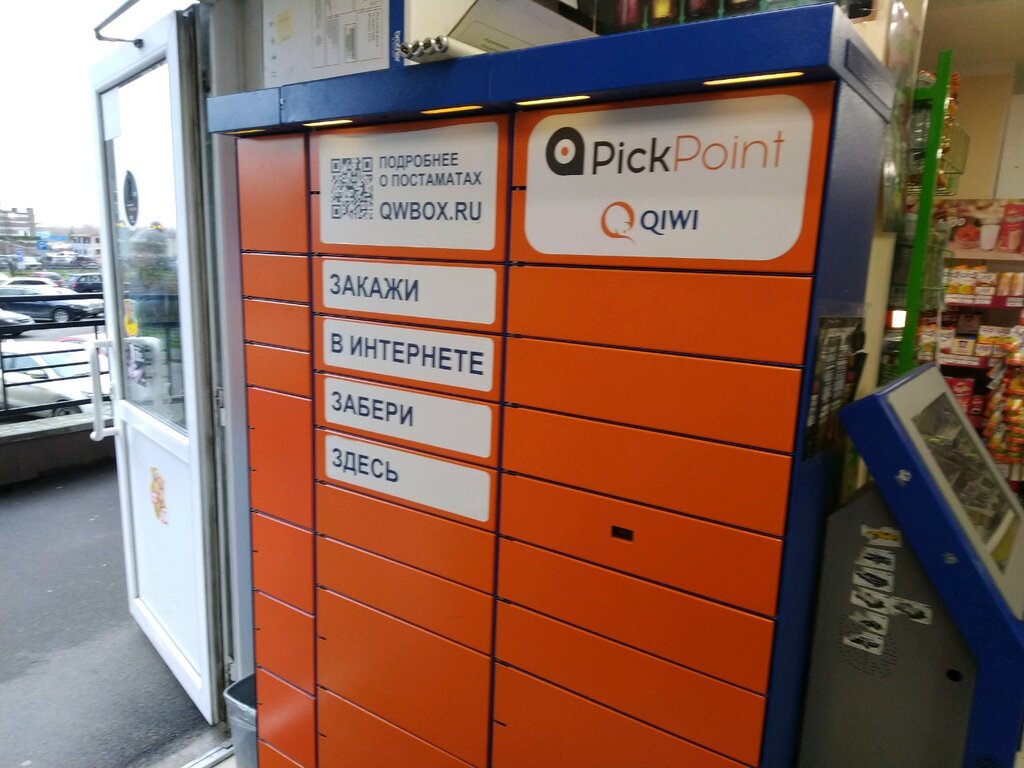 ПОДРОБНЕЕ
О ПОСТАМАТАХ
QWBOX.RU
PickPoint
QIWI
ЗАКАЖИ
В ИНТЕРНЕТЕ
ЗАБЕРИ
ЗДЕСЬ